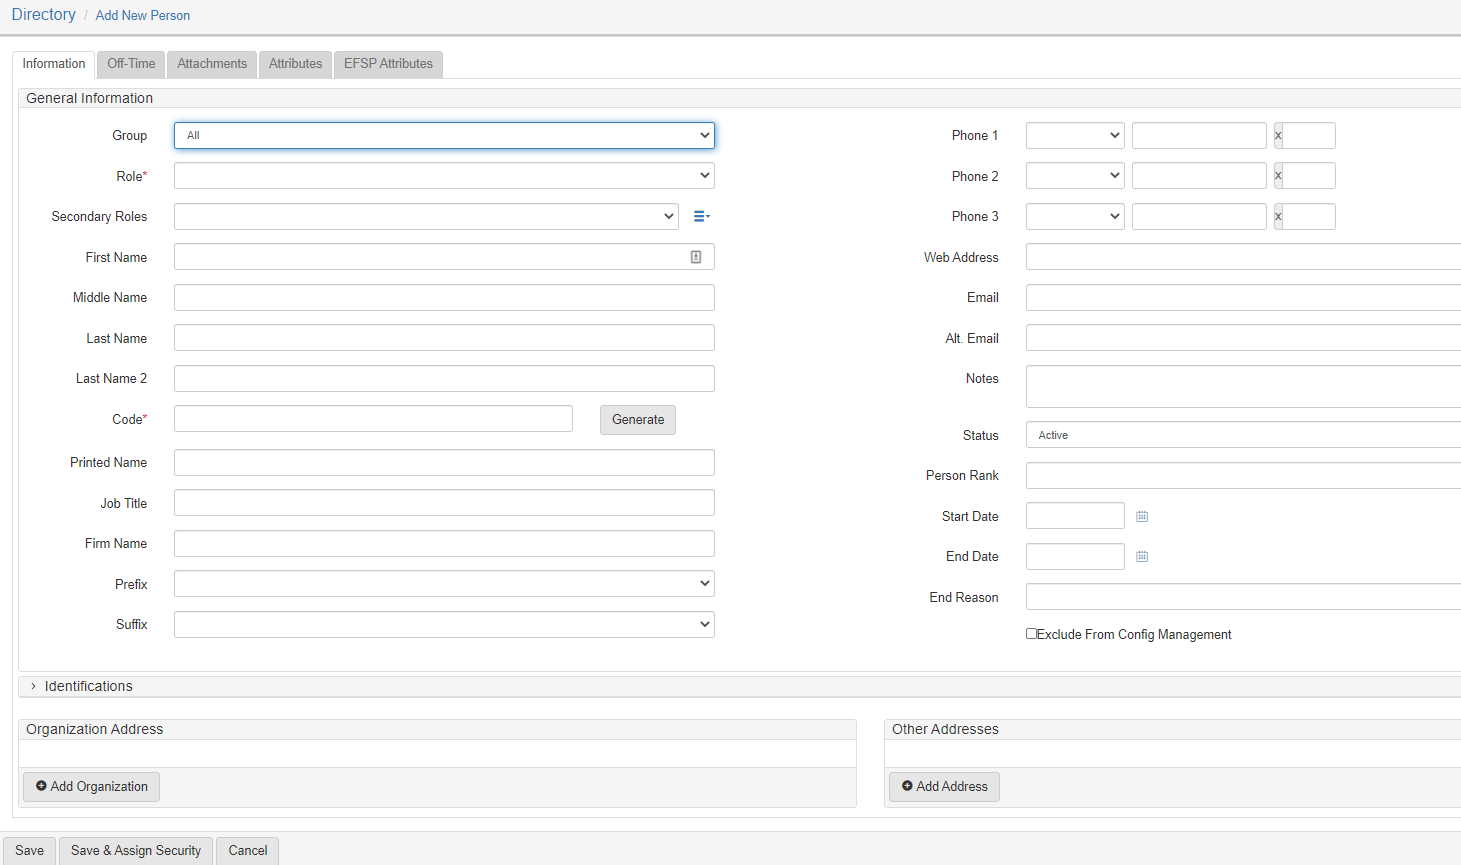 Directory / Add New Person
Information Off-Time Attachments Attributes EFSP Attributes
General Information
Group All
Role*
Secondary Roles
First Name
Middle Name
Last Name
Last Name 2
Code* Generate
Printed Name
Job Title
Firm Name
Prefix
Suffix
Phone 1 x
Phone 2 x
Phone 3 x
Web Address
Email
Alt. Email
Notes
Status Active
Person Rank
Start Date
End Date
End Reason
Exclude From Config Management
Identifications
Organization Address
Add Organization
Other Addresses
Add Address
Save Save & Assign Security Cancel